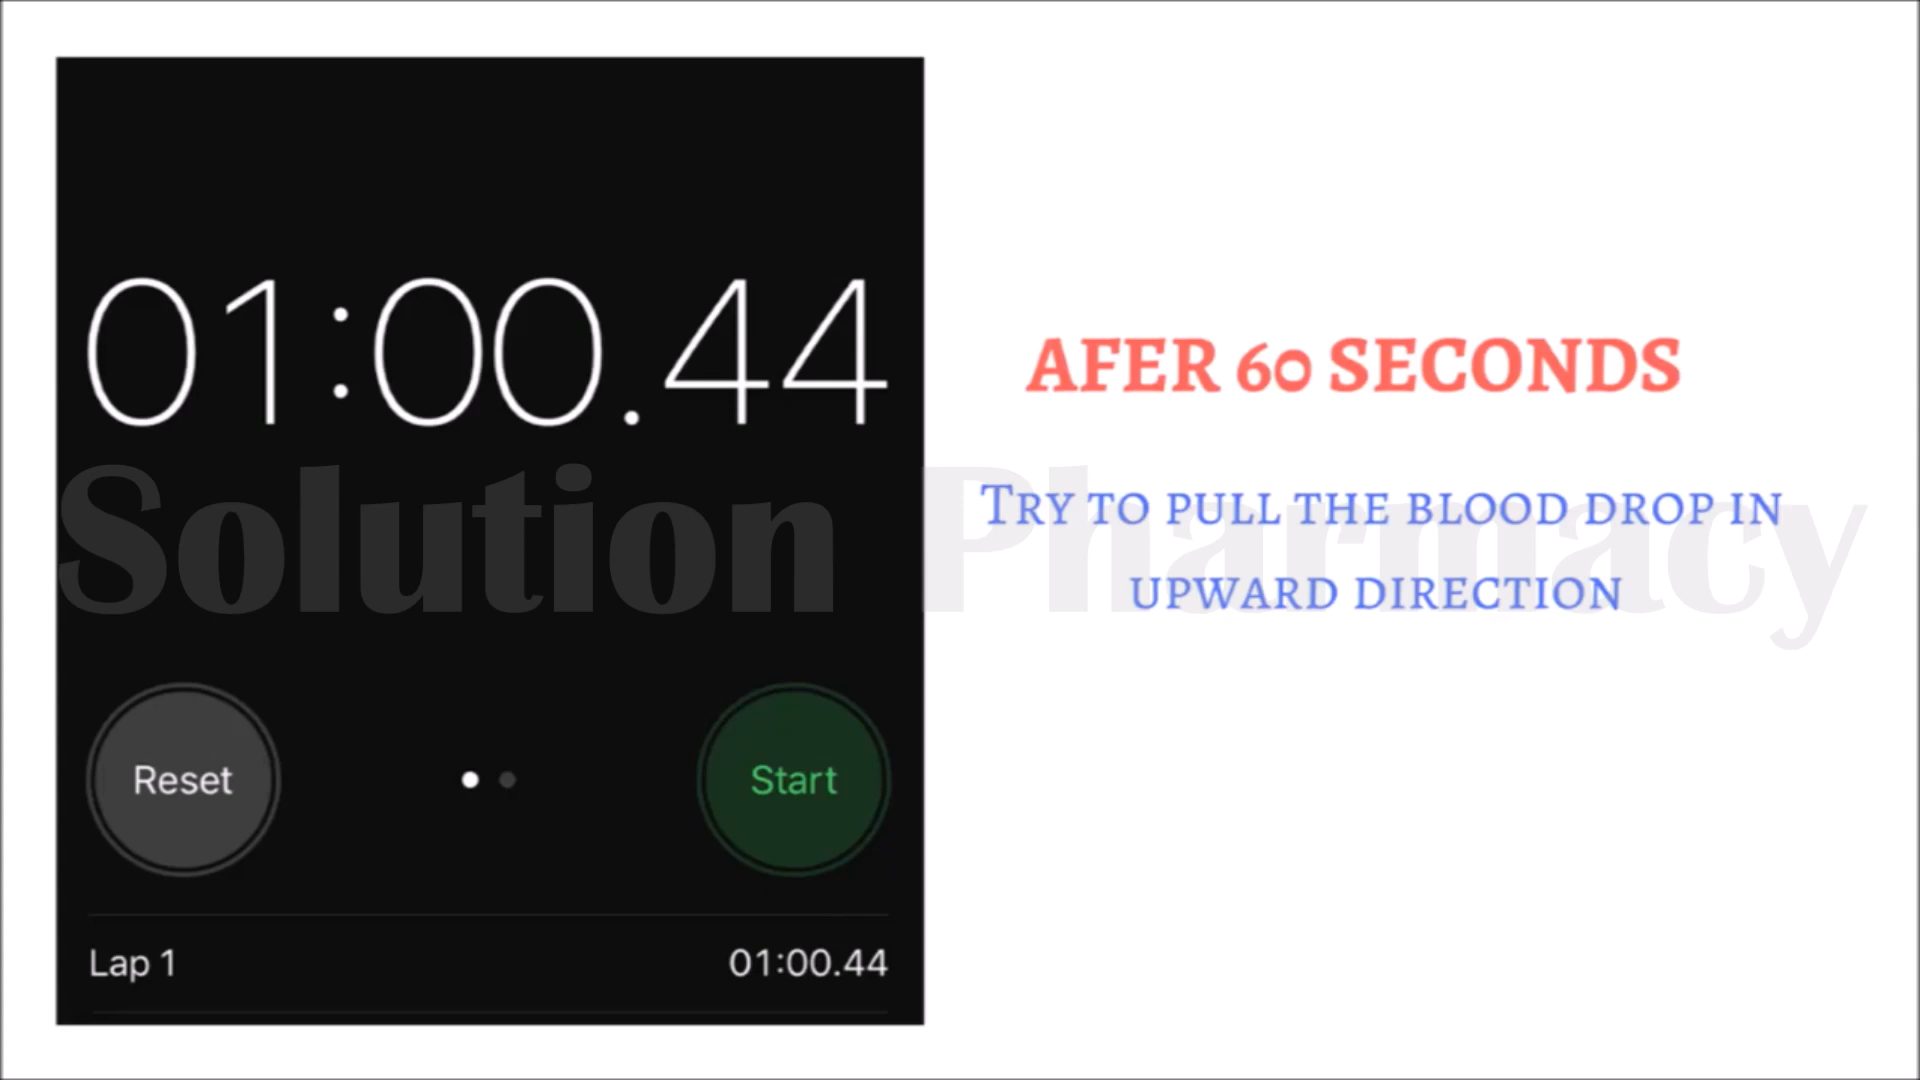 01:00.44
Solution Pharmacy
Reset
Start
Lap 1 01:00.44
AFER 60 SECONDS
TRY TO PULL THE BLOOD DROP IN
UPWARD DIRECTION